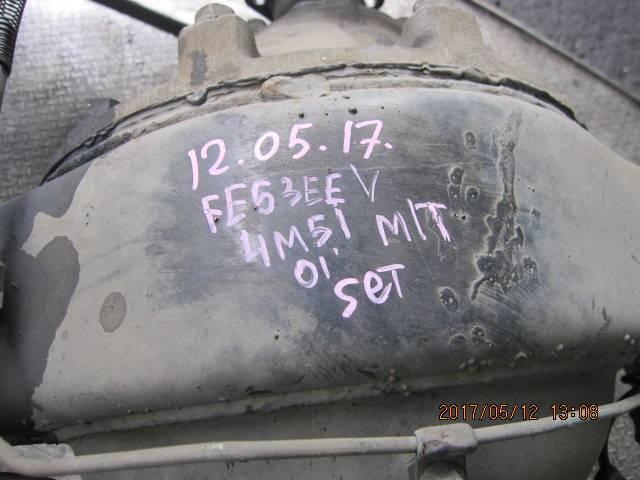 12.05.17.
FE63EEV
4M51 M/T
01.
SET
2017/05/12 13:08